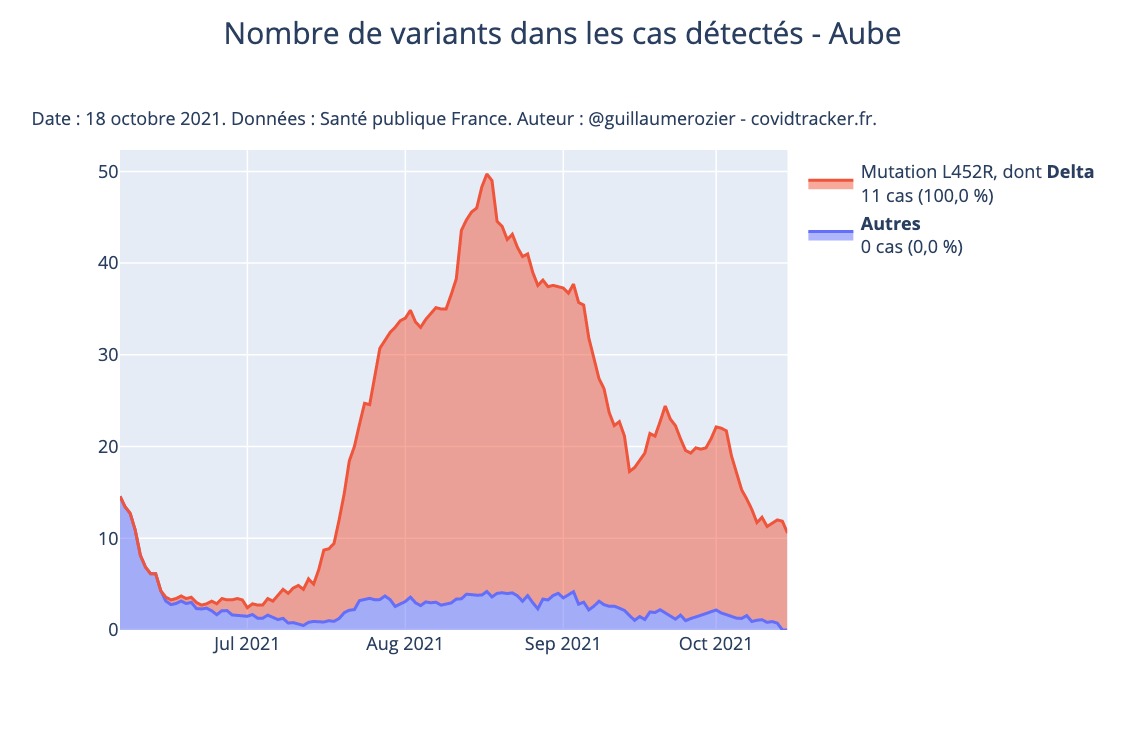 Nombre de variants dans les cas détectés - Aube
Date : 18 octobre 2021. Données : Santé publique France. Auteur : @guillaumerozier - covidtracker.fr.
50
40
30
20
10
0
Jul 2021
Aug 2021
Sep 2021
Oct 2021
Mutation L452R, dont Delta
11 cas (100,0 %)
Autres
0 cas (0,0 %)